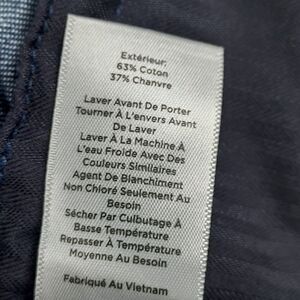 Extérieur:
63% Coton
37% Chanvre
Laver Avant De Porter
Tourner À L'envers Avant
De Laver
Laver À La Machine À
L'eau Froide Avec Des
Couleurs Similaires
Agent De Blanchiment
Non Chloré Seulement Au
Besoin
Sécher Par Culbutage À
Basse Température
Repasser À Température
Moyenne Au Besoin
Fabriqué Au Vietnam